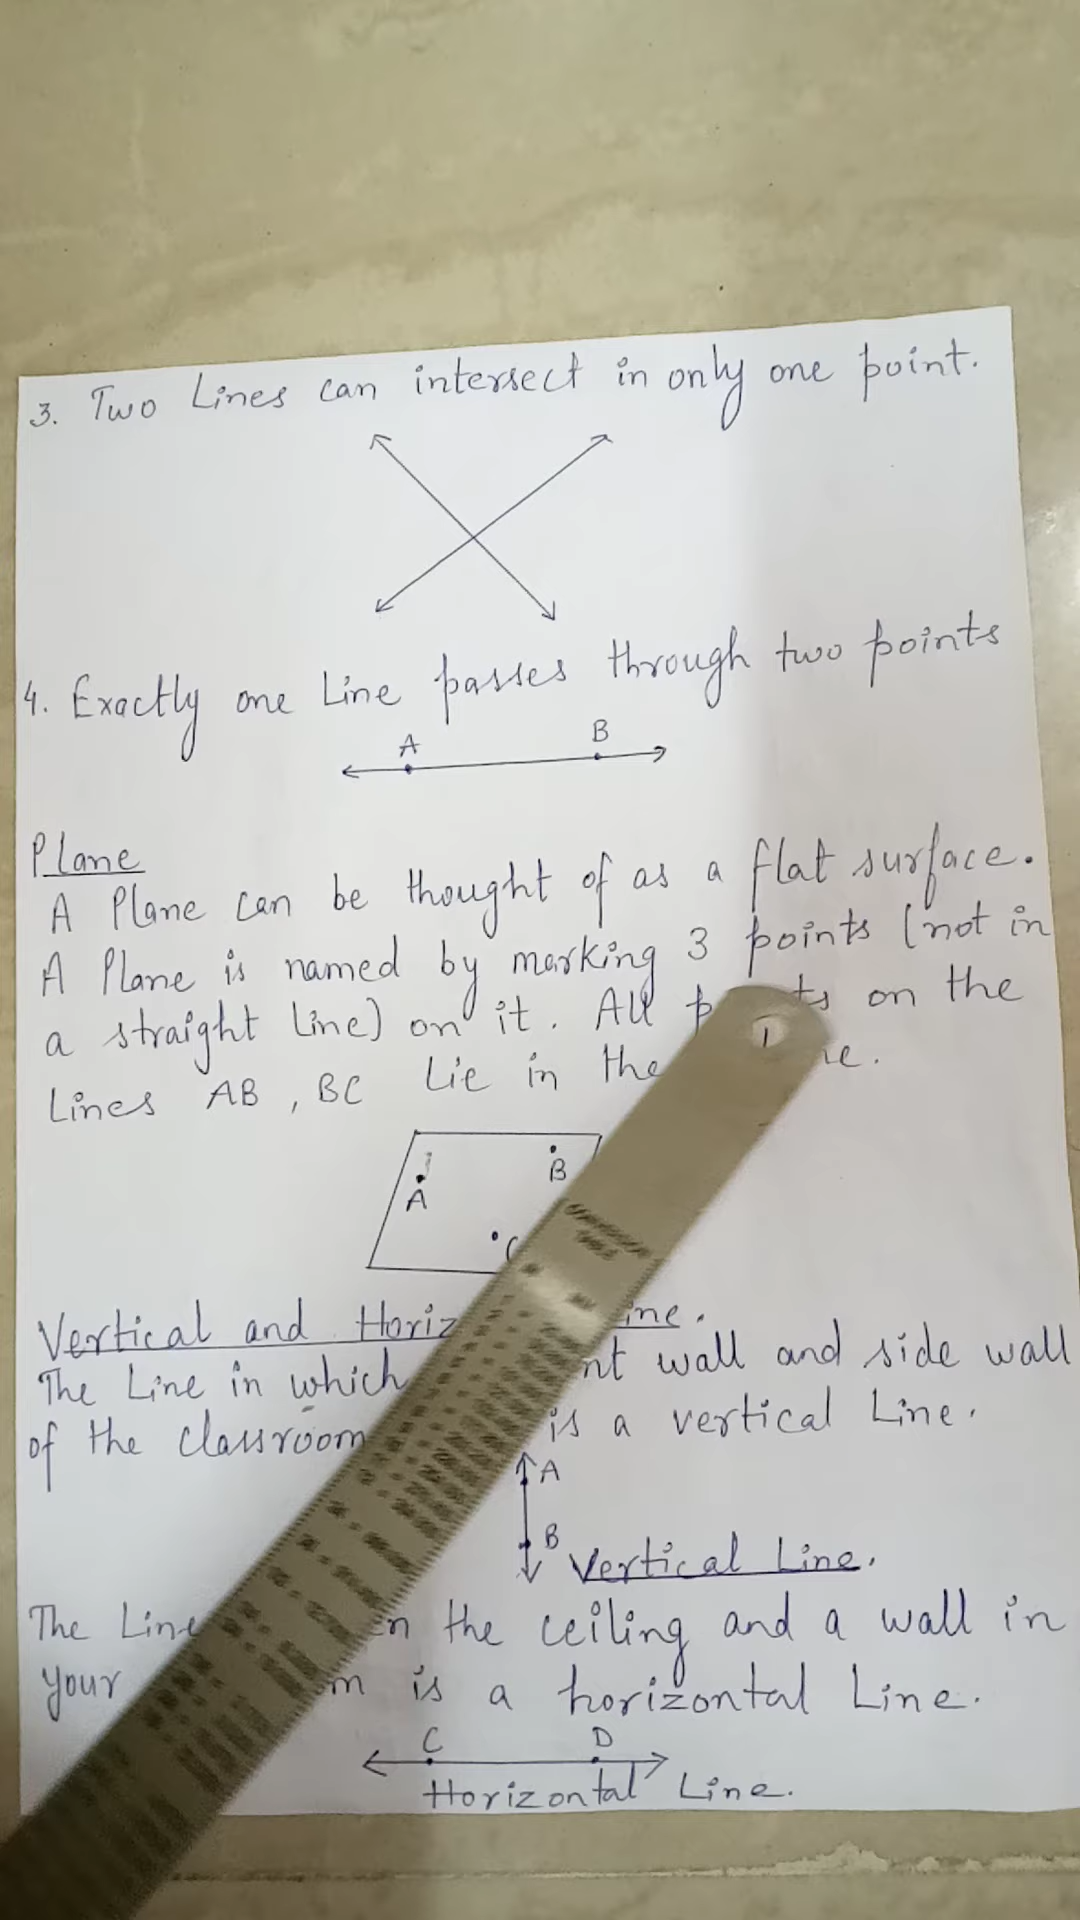 3. Two Lines can intersect in only one point.
4. Exactly one Line passes through two points
A B
Plane
A Plane can be thought of as a flat surface.
A Plane is named by marking 3 points (not in
a straight line) on it. All on the
Lines AB, BC Lie in the
A B
Vertical and
The Line in which wall and side wall
of the classroom is a vertical Line.
A
B
Vertical Line.
The the ceiling and a wall in
your is a horizontal Line.
C D
Horizontal Line.